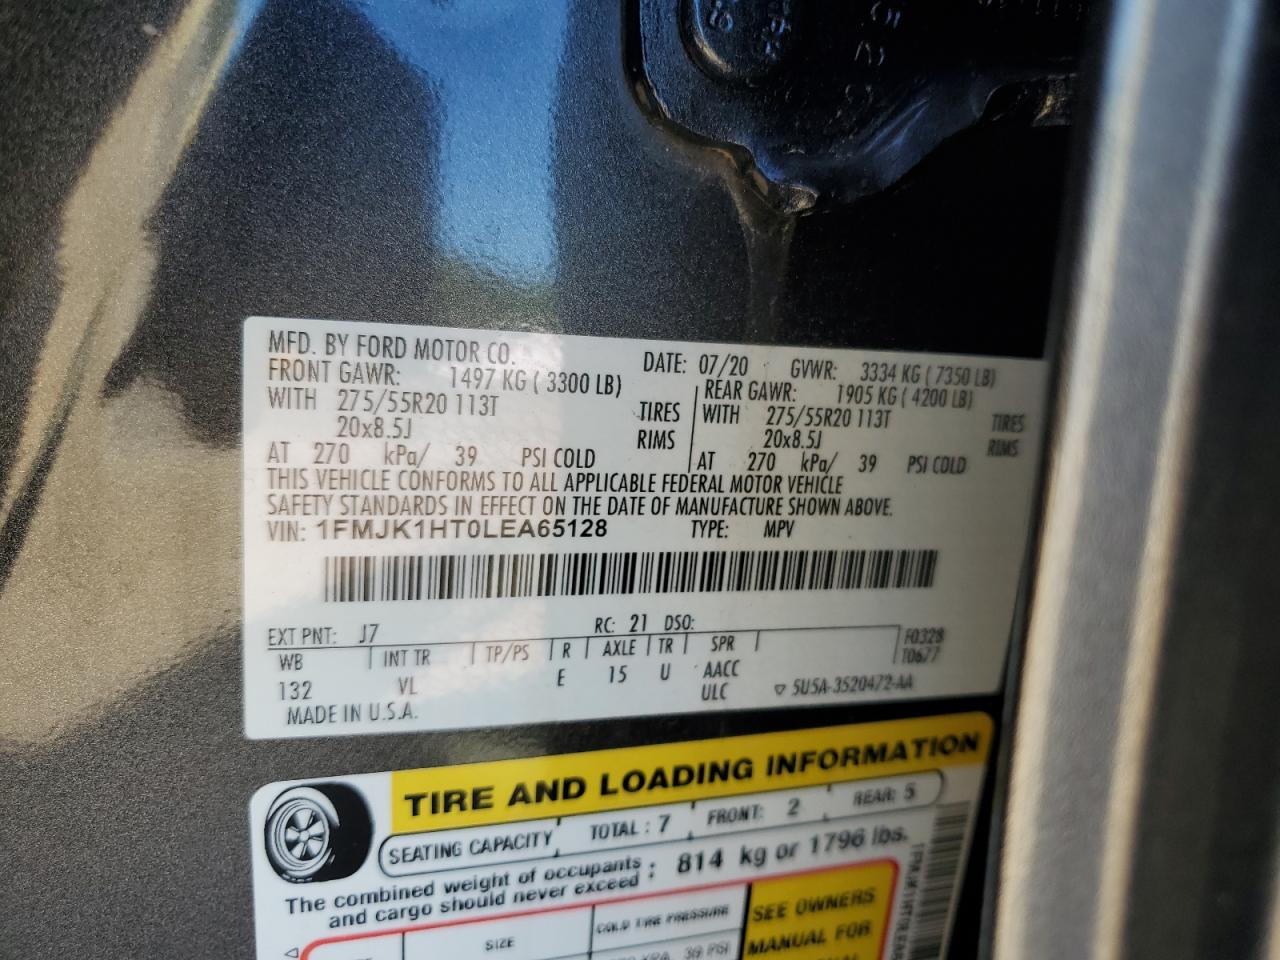 MFD. BY FORD MOTOR CO. DATE: 07/20 GVWR: 3334 KG ( 7350 LB)
FRONT GAWR: 1497 KG ( 3300 LB) REAR GAWR: 1905 KG ( 4200 LB)
WITH 275/55R20 113T TIRES WITH 275/55R20 113T TIRES
20x8.5J RIMS 20x8.5J RIMS
AT 270 kPa/ 39 PSI COLD AT 270 kPa/ 39 PSI COLD
THIS VEHICLE CONFORMS TO ALL APPLICABLE FEDERAL MOTOR VEHICLE
SAFETY STANDARDS IN EFFECT ON THE DATE OF MANUFACTURE SHOWN ABOVE.
VIN: 1FMJK1HT0LEA65128 TYPE: MPV
EXT PNT: J7 RC: 21 DSO: F0328
WB INT TR TP/PS R AXLE TR SPR T0677
132 VL E 15 U AACC
ULC ▽ 5U5A-3520472-AA
MADE IN U.S.A.
TIRE AND LOADING INFORMATION
SEATING CAPACITY TOTAL : 7 FRONT: 2 REAR: 5
The combined weight of occupants
and cargo should never exceed : 814 kg or 1796 lbs.
SIZE COLD TIRE PRESSURE SEE OWNERS
MANUAL FOR
KPA, 39 PSI